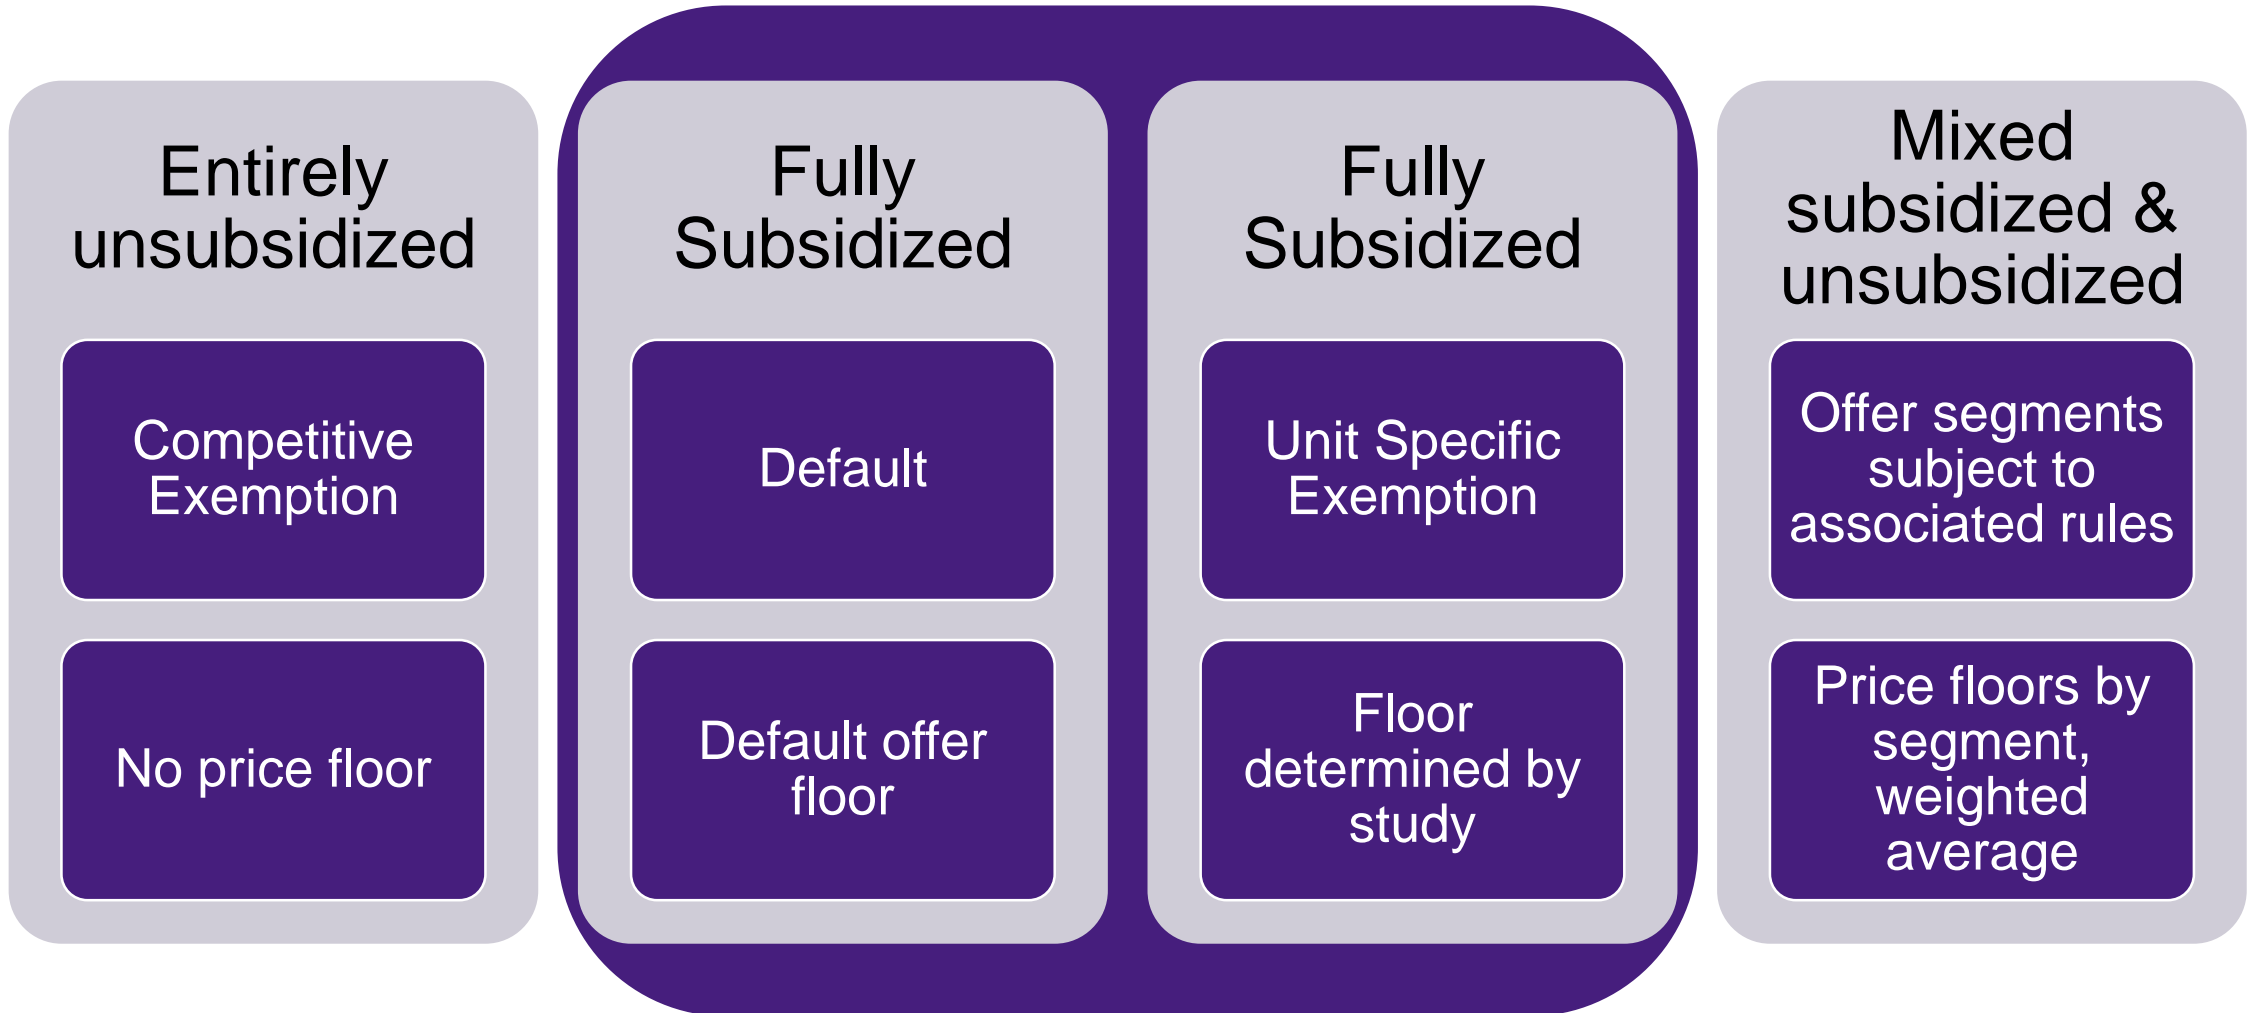 Entirely
unsubsidized
Competitive
Exemption
No price floor
Fully
Subsidized
Default
Default offer
floor
Fully
Subsidized
Unit Specific
Exemption
Floor
determined by
study
Mixed
subsidized &
unsubsidized
Offer segments
subject to
associated rules
Price floors by
segment,
weighted
average